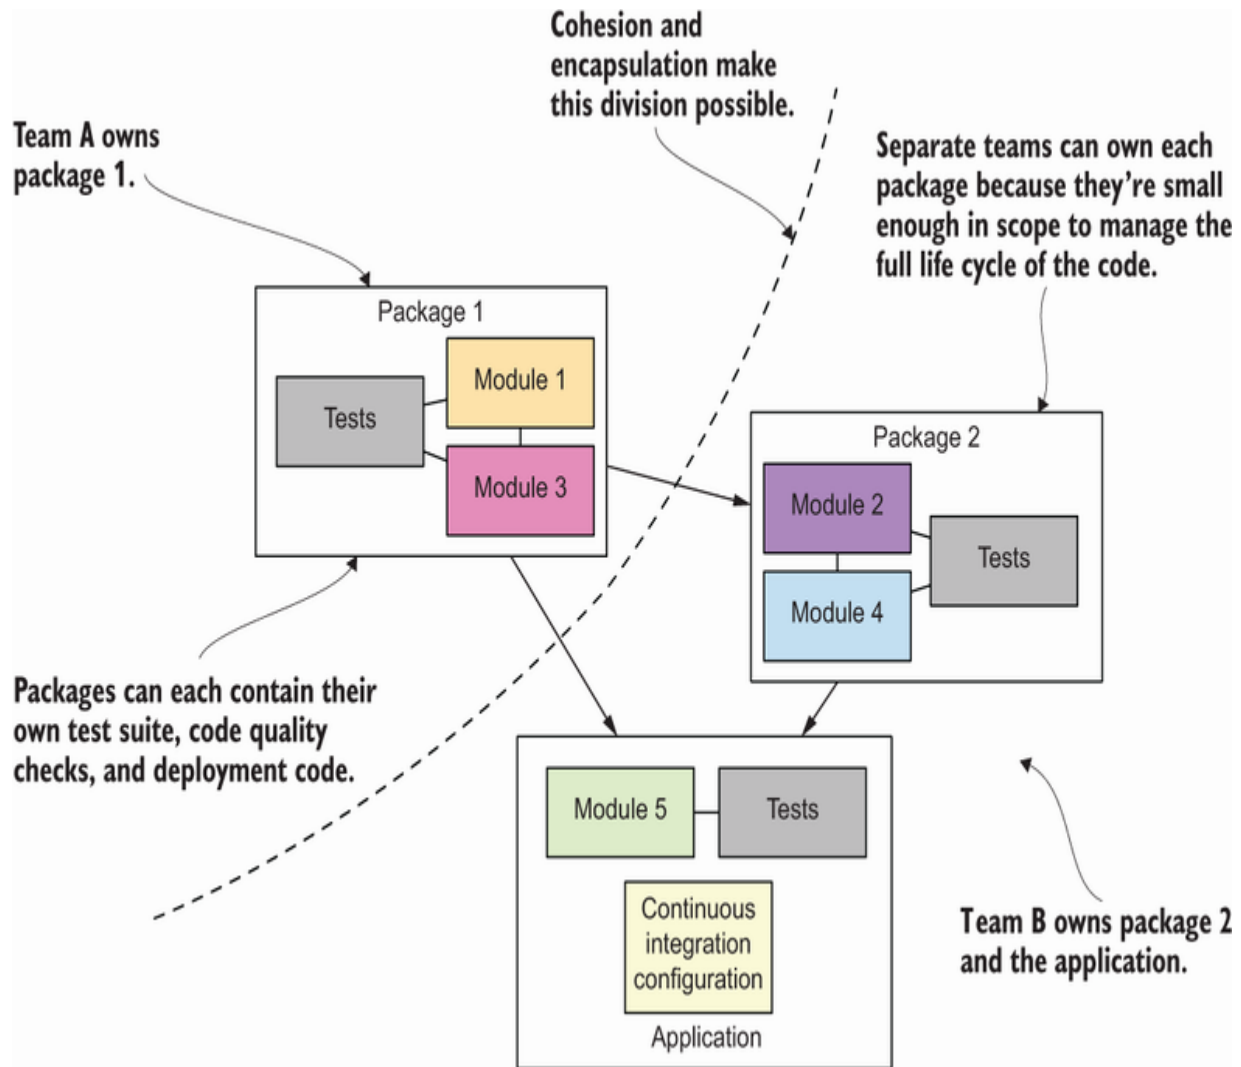 Cohesion and
encapsulation make
this division possible.
Team A owns
package 1.
Separate teams can own each
package because they’re small
enough in scope to manage the
full life cycle of the code.
Package 1
Module 1
Tests
Module 3
Package 2
Module 2
Tests
Module 4
Packages can each contain their
own test suite, code quality
checks, and deployment code.
Module 5
Tests
Continuous
integration
configuration
Application
Team B owns package 2
and the application.